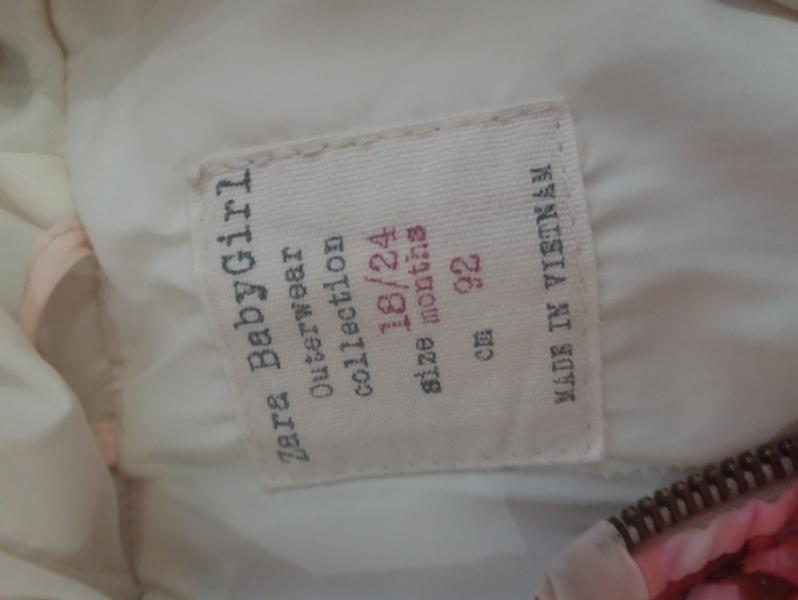 Zara BabyGirl
Outerwear
collection
18/24
size months
cm 92
MADE IN VIETNAM